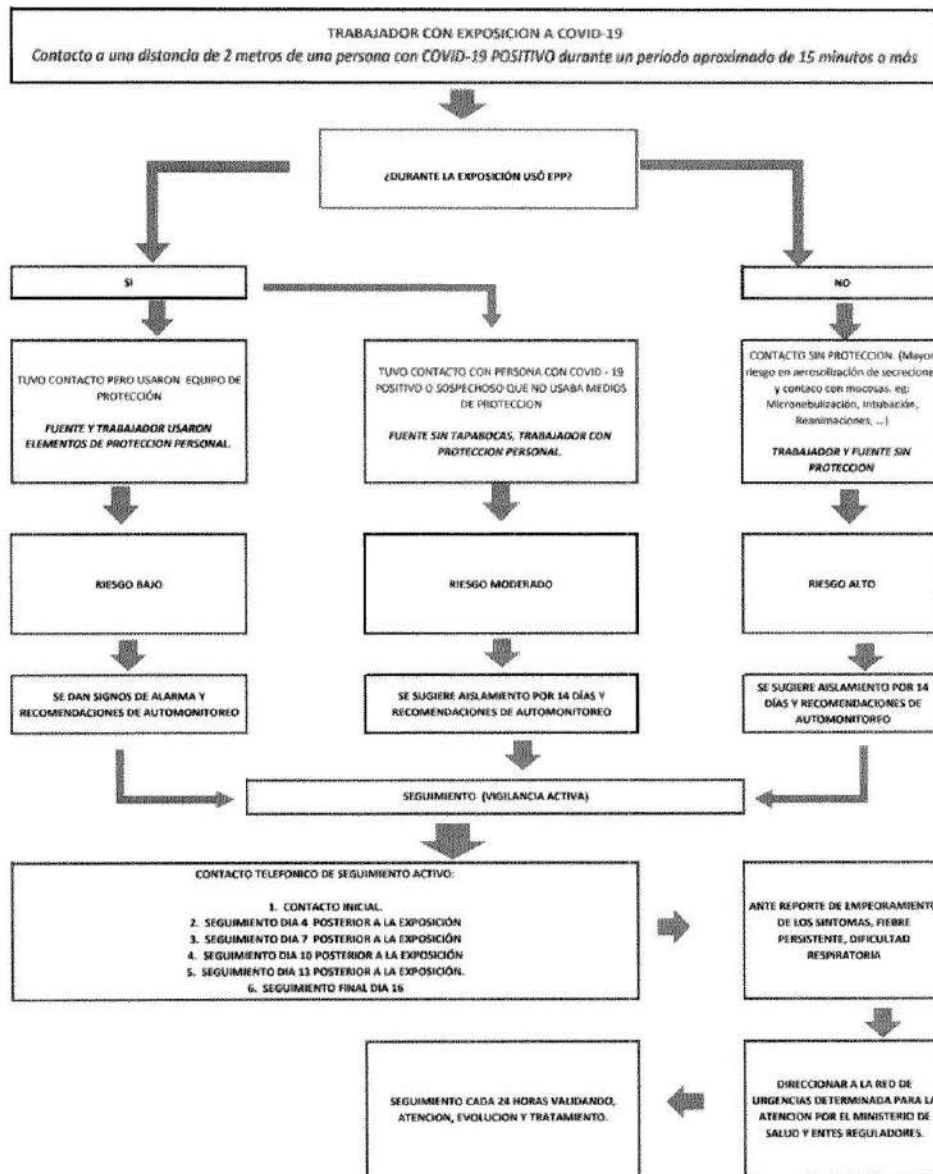 TRABAJADOR CON EXPOSICION A COVID-19
Contacto a una distancia de 2 metros de una persona con COVID-19 POSITIVO durante un periodo aproximado de 15 minutos o más
¿DURANTE LA EXPOSICIÓN USÓ EPP?
SI
NO
TUVO CONTACTO PERO USARON EQUIPO DE
PROTECCIÓN
FUENTE Y TRABAJADOR USARON
ELEMENTOS DE PROTECCION PERSONAL.
TUVO CONTACTO CON PERSONA CON COVID - 19
POSITIVO O SOSPECHOSO QUE NO USABA MEDIOS
DE PROTECCION
FUENTE SIN TAPABOCAS, TRABAJADOR CON
PROTECCION PERSONAL.
CONTACTO SIN PROTECCION. (Mayor
riesgo en aerosolización de secrecione
y contaco con mucosas. eg:
Micronebulización, Intubación,
Reanimaciones, ...)
TRABAJADOR Y FUENTE SIN
PROTECCIÓN
RIESGO BAJO
RIESGO MODERADO
RIESGO ALTO
SE DAN SIGNOS DE ALARMA Y
RECOMENDACIONES DE AUTOMONITOREO
SE SUGIERE AISLAMIENTO POR 14 DÍAS Y
RECOMENDACIONES DE AUTOMONITOREO
SE SUGIERE AISLAMIENTO POR 14
DÍAS Y RECOMENDACIONES DE
AUTOMONITOREO
SEGUIMIENTO (VIGILANCIA ACTIVA)
CONTACTO TELEFONICO DE SEGUIMIENTO ACTIVO:
1. CONTACTO INICIAL.
2. SEGUIMIENTO DIA 4 POSTERIOR A LA EXPOSICIÓN
3. SEGUIMIENTO DIA 7 POSTERIOR A LA EXPOSICIÓN
4. SEGUIMIENTO DIA 10 POSTERIOR A LA EXPOSICIÓN
5. SEGUIMIENTO DIA 13 POSTERIOR A LA EXPOSICIÓN.
6. SEGUIMIENTO FINAL DIA 16
ANTE REPORTE DE EMPEORAMIENTO
DE LOS SINTOMAS, FIEBRE
PERSISTENTE, DIFICULTAD
RESPIRATORIA
SEGUIMIENTO CADA 24 HORAS VALIDANDO,
ATENCION, EVOLUCION Y TRATAMIENTO.
DIRECCIONAR A LA RED DE
URGENCIAS DETERMINADA PARA LA
ATENCION POR EL MINISTERIO DE
SALUD Y ENTES REGULADORES.